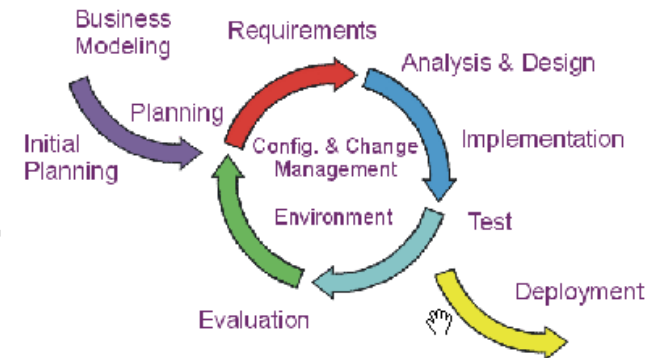 Business
Modeling
Requirements
Analysis & Design
Planning
Initial
Planning
Config. & Change
Management
Implementation
Environment
Test
Evaluation
Deployment